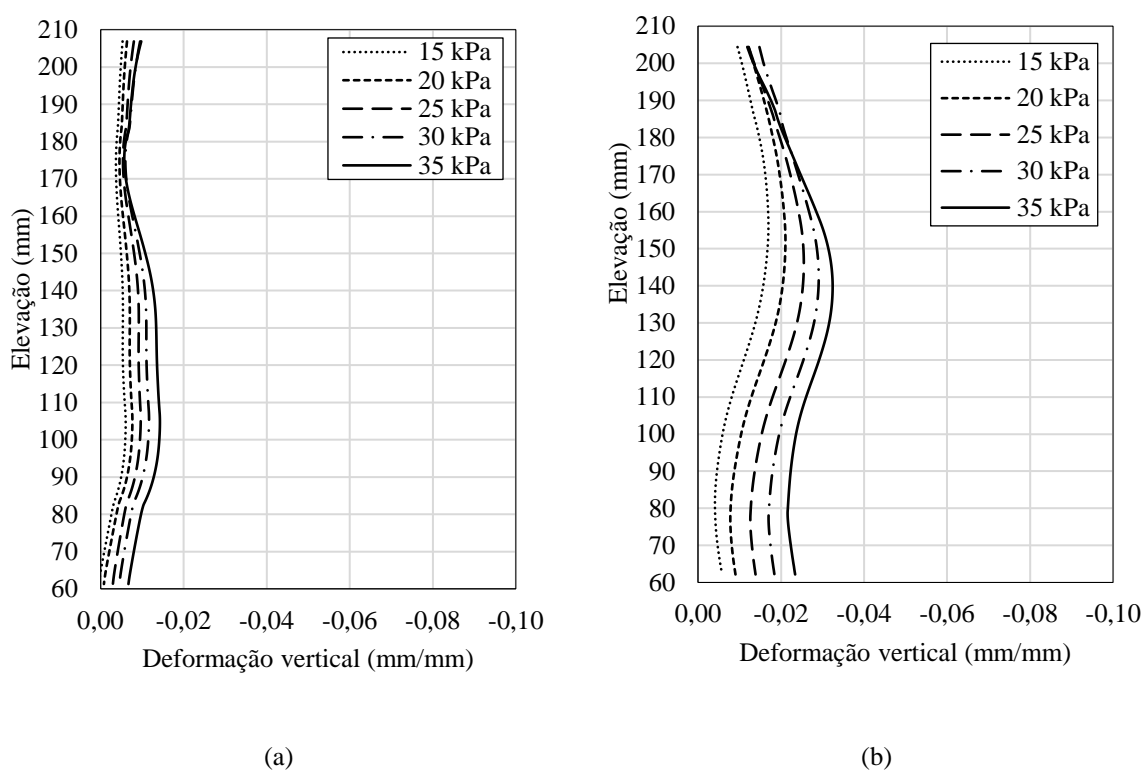 210
200
190
180
170
160
150
140
130
120
110
100
90
80
70
60
Elevação (mm)
0,00 -0,02 -0,04 -0,06 -0,08 -0,10
Deformação vertical (mm/mm)
15 kPa
20 kPa
25 kPa
30 kPa
35 kPa
(a)
210
200
190
180
170
160
150
140
130
120
110
100
90
80
70
60
Elevação (mm)
0,00 -0,02 -0,04 -0,06 -0,08 -0,10
Deformação vertical (mm/mm)
15 kPa
20 kPa
25 kPa
30 kPa
35 kPa
(b)